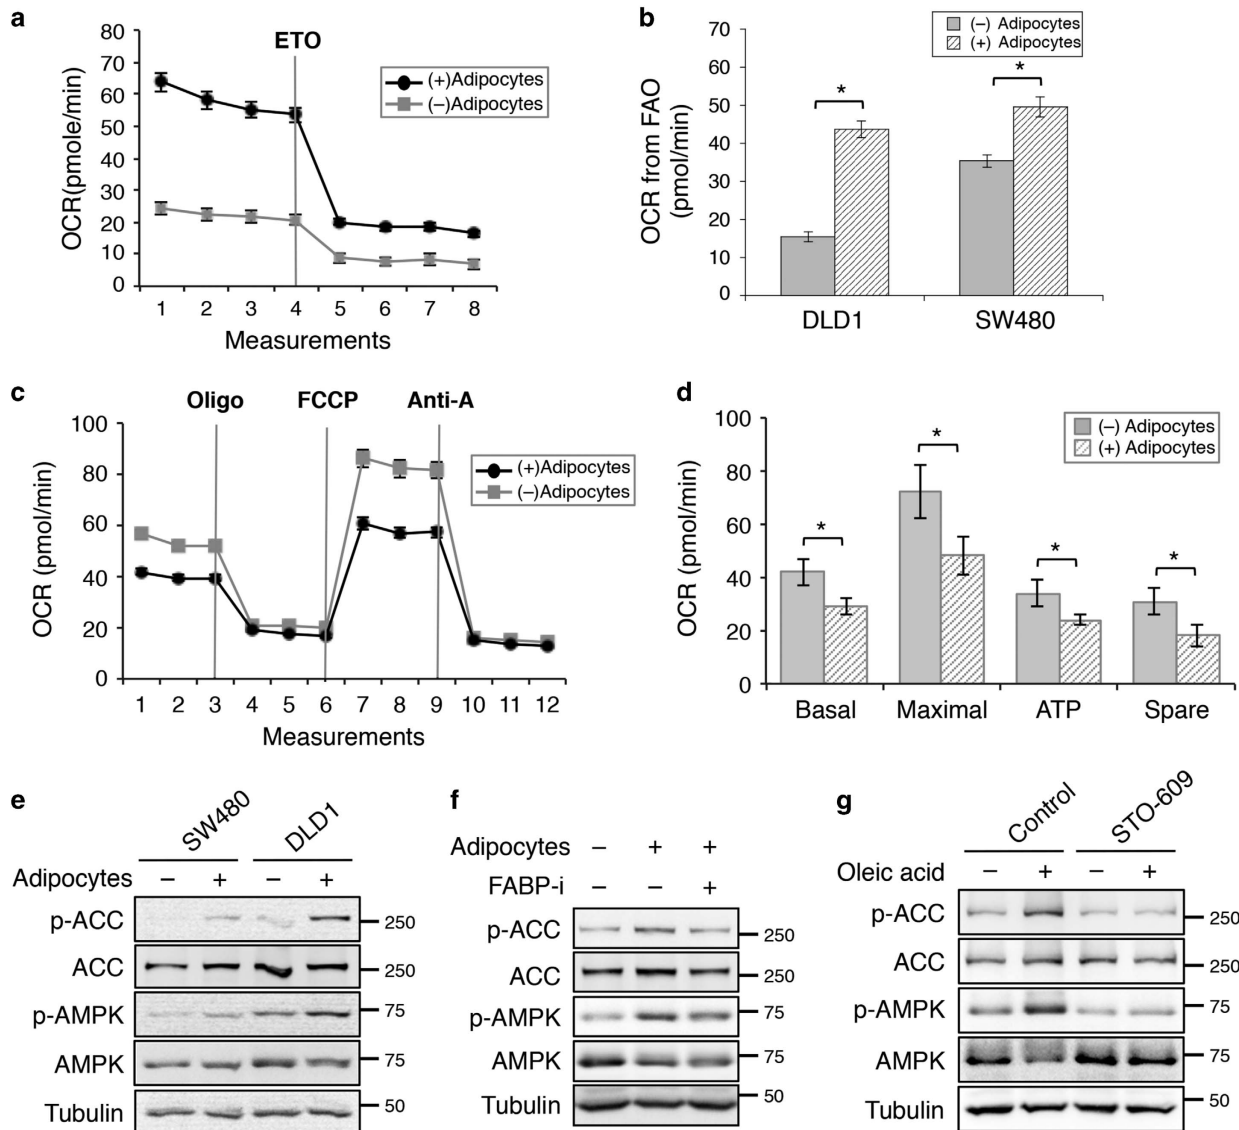 a
ETO
(+)Adipocytes
(−)Adipocytes
OCR(pmole/min)
80
70
60
50
40
30
20
10
0
1 2 3 4 5 6 7 8
Measurements
b
(−) Adipocytes
(+) Adipocytes
OCR from FAO
(pmol/min)
70
60
50
40
30
20
10
0
* *
DLD1 SW480
c
Oligo FCCP Anti-A
(+)Adipocytes
(−)Adipocytes
OCR (pmol/min)
100
80
60
40
20
0
1 2 3 4 5 6 7 8 9 10 11 12
Measurements
d
(−) Adipocytes
(+) Adipocytes
OCR (pmol/min)
100
80
60
40
20
0
* * * *
Basal Maximal ATP Spare
e
SW480 DLD1
Adipocytes − + − +
p-ACC 250
ACC 250
p-AMPK 75
AMPK 75
Tubulin 50
f
Adipocytes − + +
FABP-i − − +
p-ACC 250
ACC 250
p-AMPK 75
AMPK 75
Tubulin 50
g
Control STO-609
Oleic acid − + − +
p-ACC 250
ACC 250
p-AMPK 75
AMPK 75
Tubulin 50